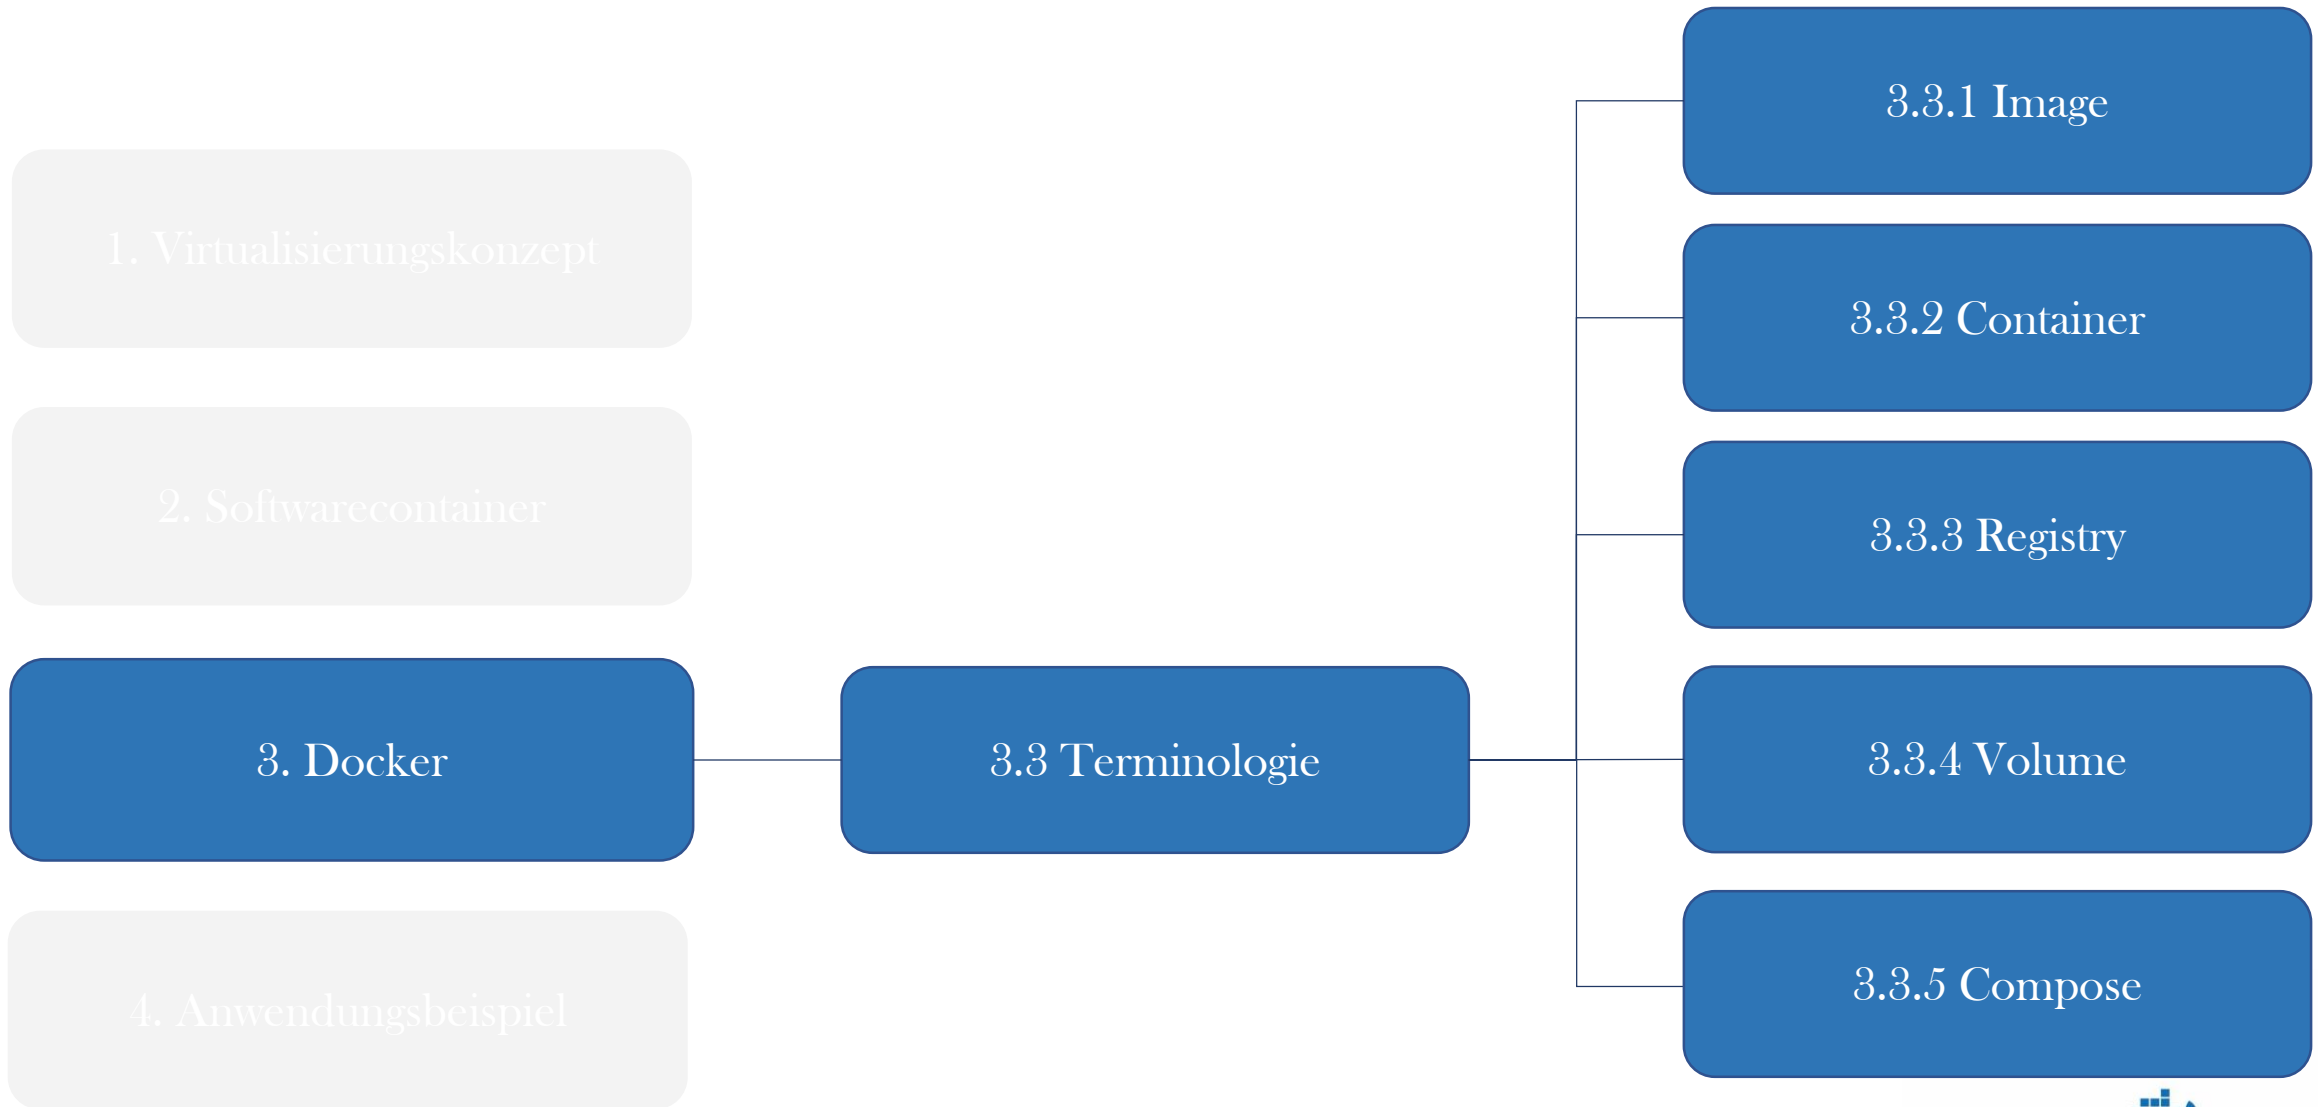 1. Virtualisierungskonzept
2. Softwarecontainer
3. Docker
4. Anwendungsbeispiel
3.3 Terminologie
3.3.1 Image
3.3.2 Container
3.3.3 Registry
3.3.4 Volume
3.3.5 Compose